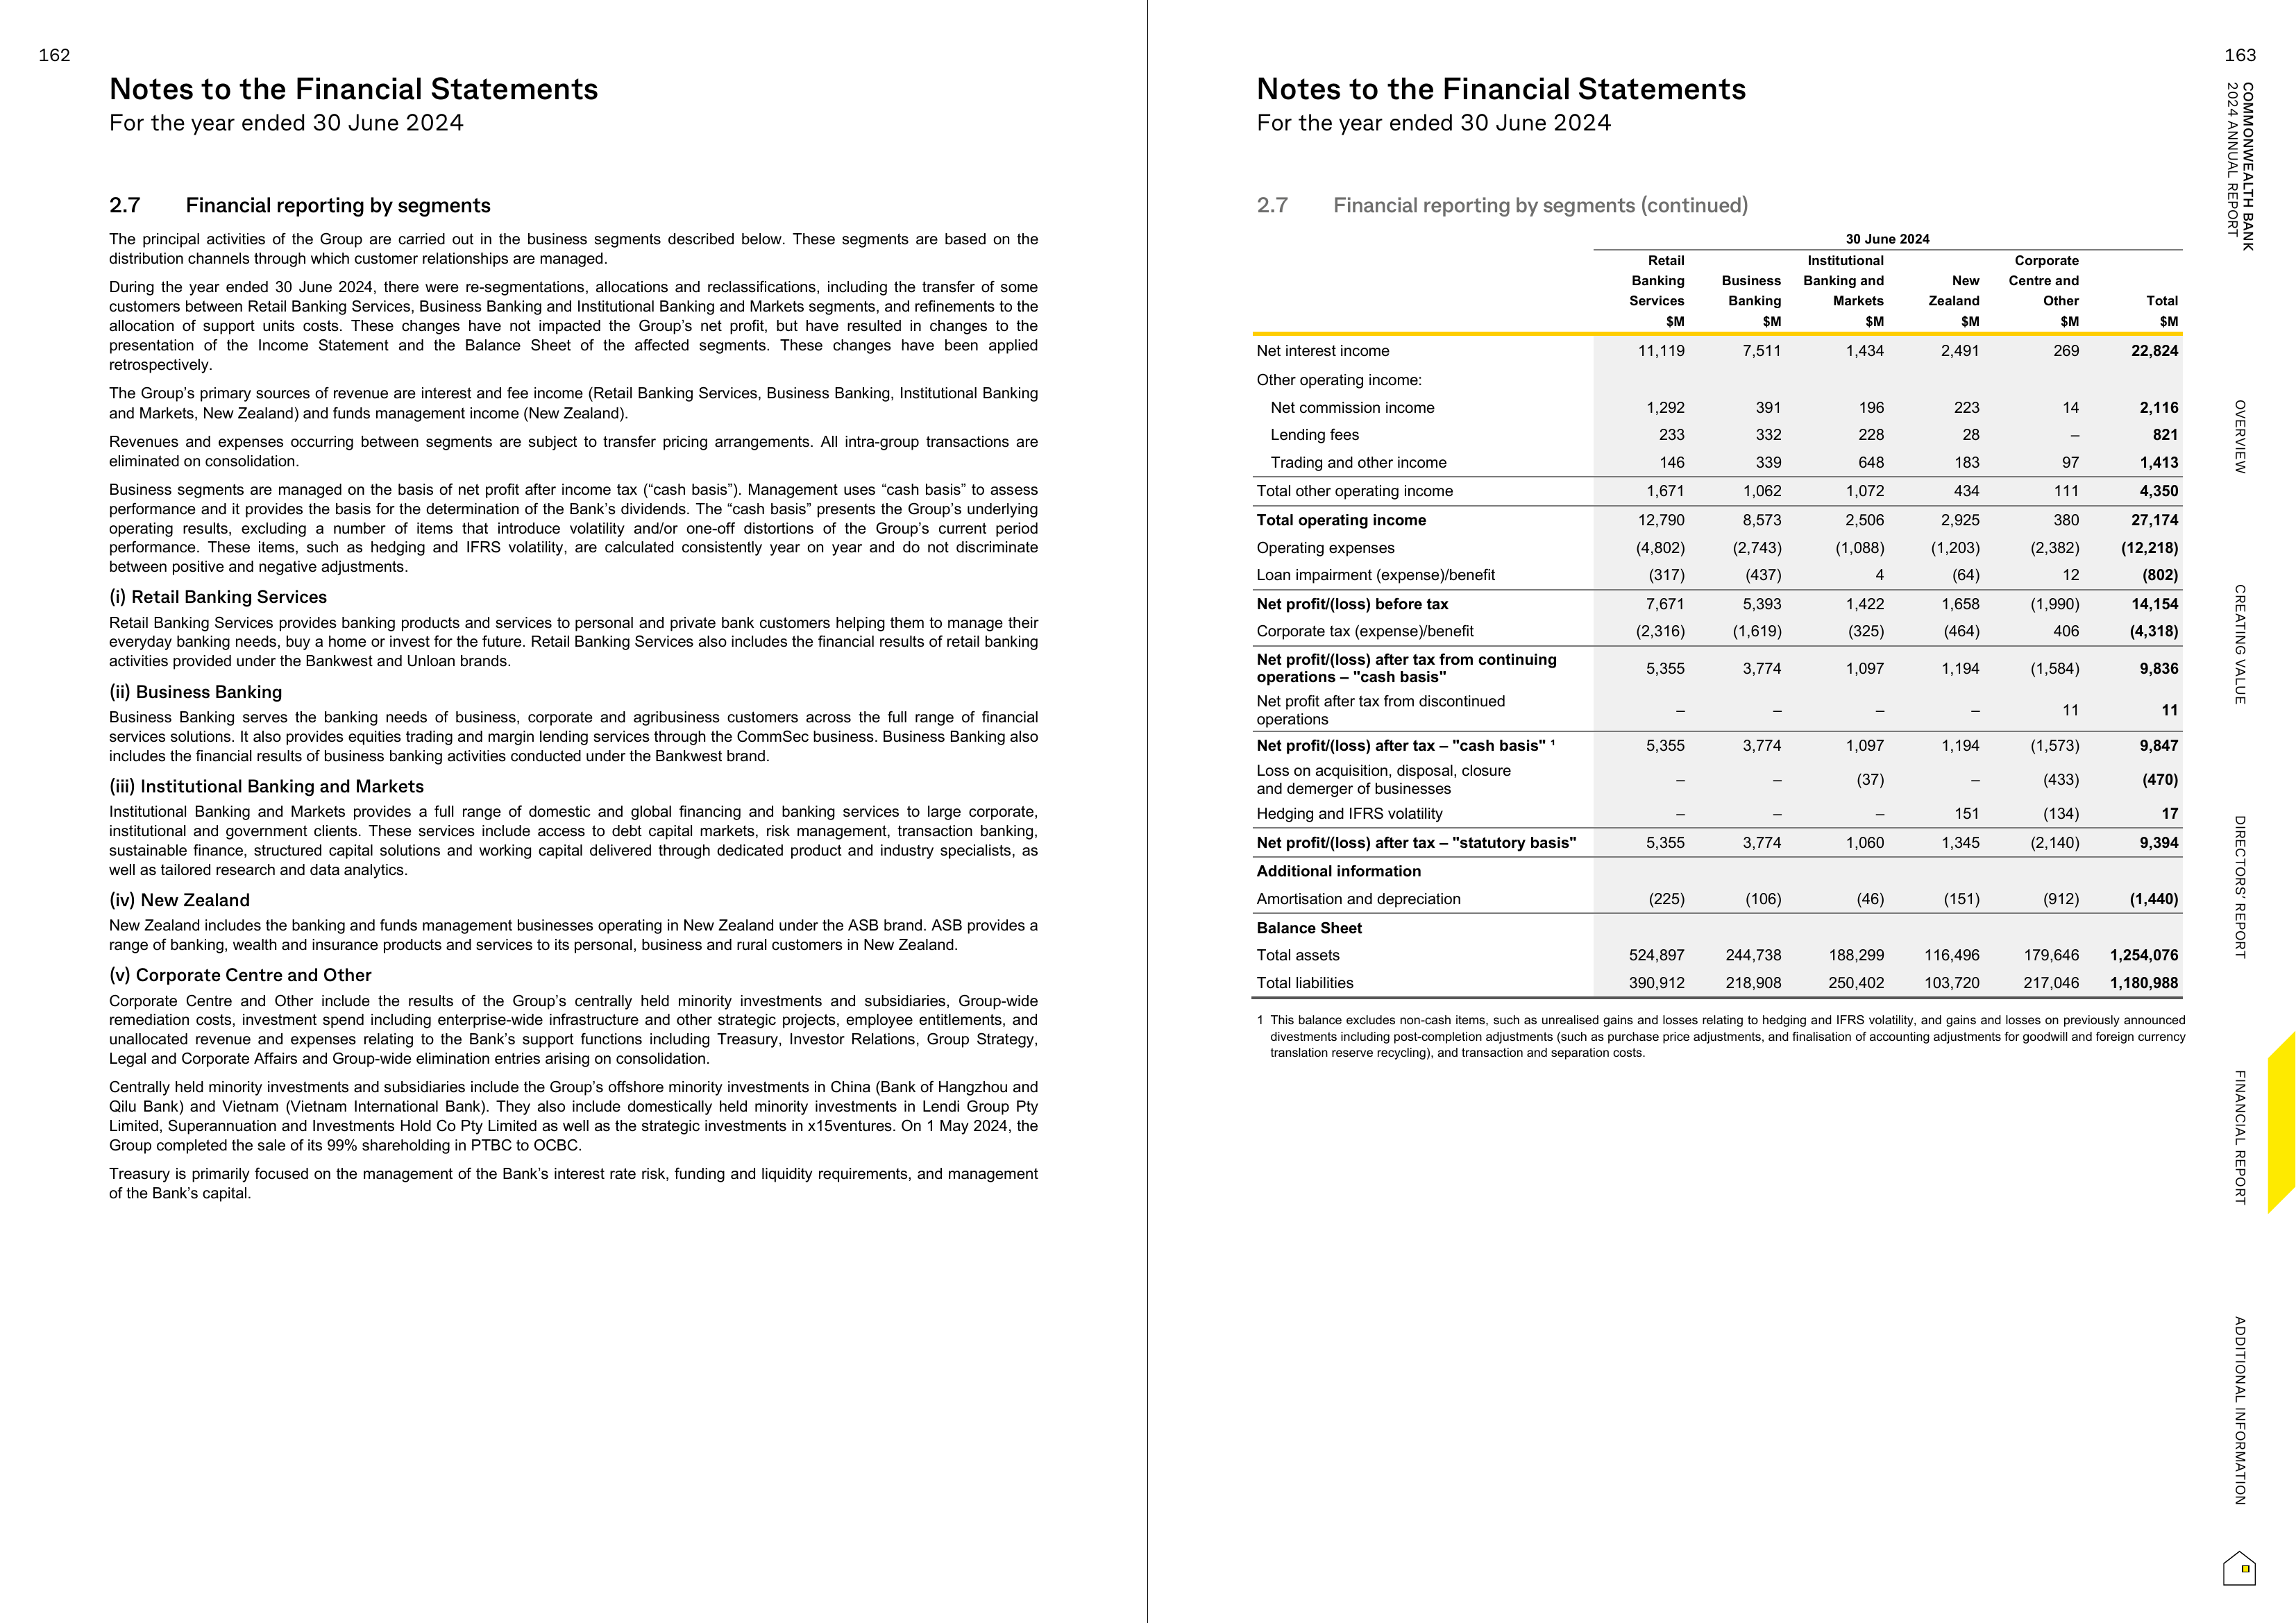 162
Notes to the Financial Statements
For the year ended 30 June 2024
2.7 Financial reporting by segments
The principal activities of the Group are carried out in the business segments described below. These segments are based on the
distribution channels through which customer relationships are managed.
During the year ended 30 June 2024, there were re-segmentations, allocations and reclassifications, including the transfer of some
customers between Retail Banking Services, Business Banking and Institutional Banking and Markets segments, and refinements to the
allocation of support units costs. These changes have not impacted the Group’s net profit, but have resulted in changes to the
presentation of the Income Statement and the Balance Sheet of the affected segments. These changes have been applied
retrospectively.
The Group’s primary sources of revenue are interest and fee income (Retail Banking Services, Business Banking, Institutional Banking
and Markets, New Zealand) and funds management income (New Zealand).
Revenues and expenses occurring between segments are subject to transfer pricing arrangements. All intra-group transactions are
eliminated on consolidation.
Business segments are managed on the basis of net profit after income tax (“cash basis”). Management uses “cash basis” to assess
performance and it provides the basis for the determination of the Bank’s dividends. The “cash basis” presents the Group’s underlying
operating results, excluding a number of items that introduce volatility and/or one-off distortions of the Group’s current period
performance. These items, such as hedging and IFRS volatility, are calculated consistently year on year and do not discriminate
between positive and negative adjustments.
(i) Retail Banking Services
Retail Banking Services provides banking products and services to personal and private bank customers helping them to manage their
everyday banking needs, buy a home or invest for the future. Retail Banking Services also includes the financial results of retail banking
activities provided under the Bankwest and Unloan brands.
(ii) Business Banking
Business Banking serves the banking needs of business, corporate and agribusiness customers across the full range of financial
services solutions. It also provides equities trading and margin lending services through the CommSec business. Business Banking also
includes the financial results of business banking activities conducted under the Bankwest brand.
(iii) Institutional Banking and Markets
Institutional Banking and Markets provides a full range of domestic and global financing and banking services to large corporate,
institutional and government clients. These services include access to debt capital markets, risk management, transaction banking,
sustainable finance, structured capital solutions and working capital delivered through dedicated product and industry specialists, as
well as tailored research and data analytics.
(iv) New Zealand
New Zealand includes the banking and funds management businesses operating in New Zealand under the ASB brand. ASB provides a
range of banking, wealth and insurance products and services to its personal, business and rural customers in New Zealand.
(v) Corporate Centre and Other
Corporate Centre and Other include the results of the Group’s centrally held minority investments and subsidiaries, Group-wide
remediation costs, investment spend including enterprise-wide infrastructure and other strategic projects, employee entitlements, and
unallocated revenue and expenses relating to the Bank’s support functions including Treasury, Investor Relations, Group Strategy,
Legal and Corporate Affairs and Group-wide elimination entries arising on consolidation.
Centrally held minority investments and subsidiaries include the Group’s offshore minority investments in China (Bank of Hangzhou and
Qilu Bank) and Vietnam (Vietnam International Bank). They also include domestically held minority investments in Lendi Group Pty
Limited, Superannuation and Investments Hold Co Pty Limited as well as the strategic investments in x15ventures. On 1 May 2024, the
Group completed the sale of its 99% shareholding in PTBC to OCBC.
Treasury is primarily focused on the management of the Bank’s interest rate risk, funding and liquidity requirements, and management
of the Bank’s capital.
Notes to the Financial Statements
For the year ended 30 June 2024
2.7 Financial reporting by segments (continued)
30 June 2024
Retail Institutional Corporate
Banking Business Banking and New Centre and
Services Banking Markets Zealand Other Total
$M $M $M $M $M $M
Net interest income 11,119 7,511 1,434 2,491 269 22,824
Other operating income:
Net commission income 1,292 391 196 223 14 2,116
Lending fees 233 332 228 28 – 821
Trading and other income 146 339 648 183 97 1,413
Total other operating income 1,671 1,062 1,072 434 111 4,350
Total operating income 12,790 8,573 2,506 2,925 380 27,174
Operating expenses (4,802) (2,743) (1,088) (1,203) (2,382) (12,218)
Loan impairment (expense)/benefit (317) (437) 4 (64) 12 (802)
Net profit/(loss) before tax 7,671 5,393 1,422 1,658 (1,990) 14,154
Corporate tax (expense)/benefit (2,316) (1,619) (325) (464) 406 (4,318)
Net profit/(loss) after tax from continuing
operations – "cash basis" 5,355 3,774 1,097 1,194 (1,584) 9,836
Net profit after tax from discontinued
operations – – – – 11 11
Net profit/(loss) after tax – "cash basis" ¹ 5,355 3,774 1,097 1,194 (1,573) 9,847
Loss on acquisition, disposal, closure
and demerger of businesses – – (37) – (433) (470)
Hedging and IFRS volatility – – – 151 (134) 17
Net profit/(loss) after tax – "statutory basis" 5,355 3,774 1,060 1,345 (2,140) 9,394
Additional information
Amortisation and depreciation (225) (106) (46) (151) (912) (1,440)
Balance Sheet
Total assets 524,897 244,738 188,299 116,496 179,646 1,254,076
Total liabilities 390,912 218,908 250,402 103,720 217,046 1,180,988
1 This balance excludes non-cash items, such as unrealised gains and losses relating to hedging and IFRS volatility, and gains and losses on previously announced
divestments including post-completion adjustments (such as purchase price adjustments, and finalisation of accounting adjustments for goodwill and foreign currency
translation reserve recycling), and transaction and separation costs.
163
COMMONWEALTH BANK
2024 ANNUAL REPORT
OVERVIEW
CREATING VALUE
DIRECTORS’ REPORT
FINANCIAL REPORT
ADDITIONAL INFORMATION